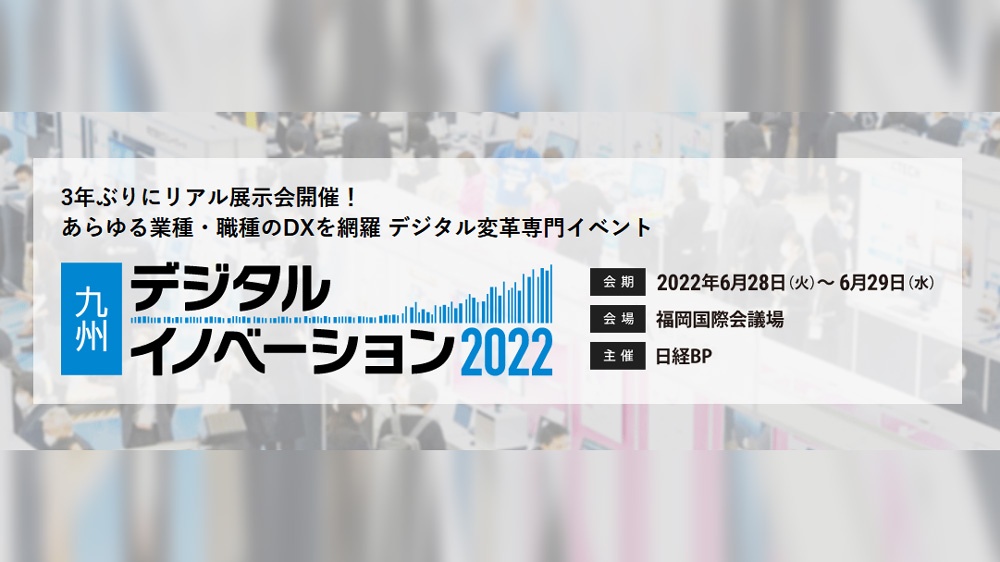 3年ぶりにリアル展示会開催！
あらゆる業種・職種のDXを網羅 デジタル変革専門イベント
九州
デジタル
イノベーション2022
会期 2022年6月28日(火)～6月29日(水)
会場 福岡国際会議場
主催 日経BP